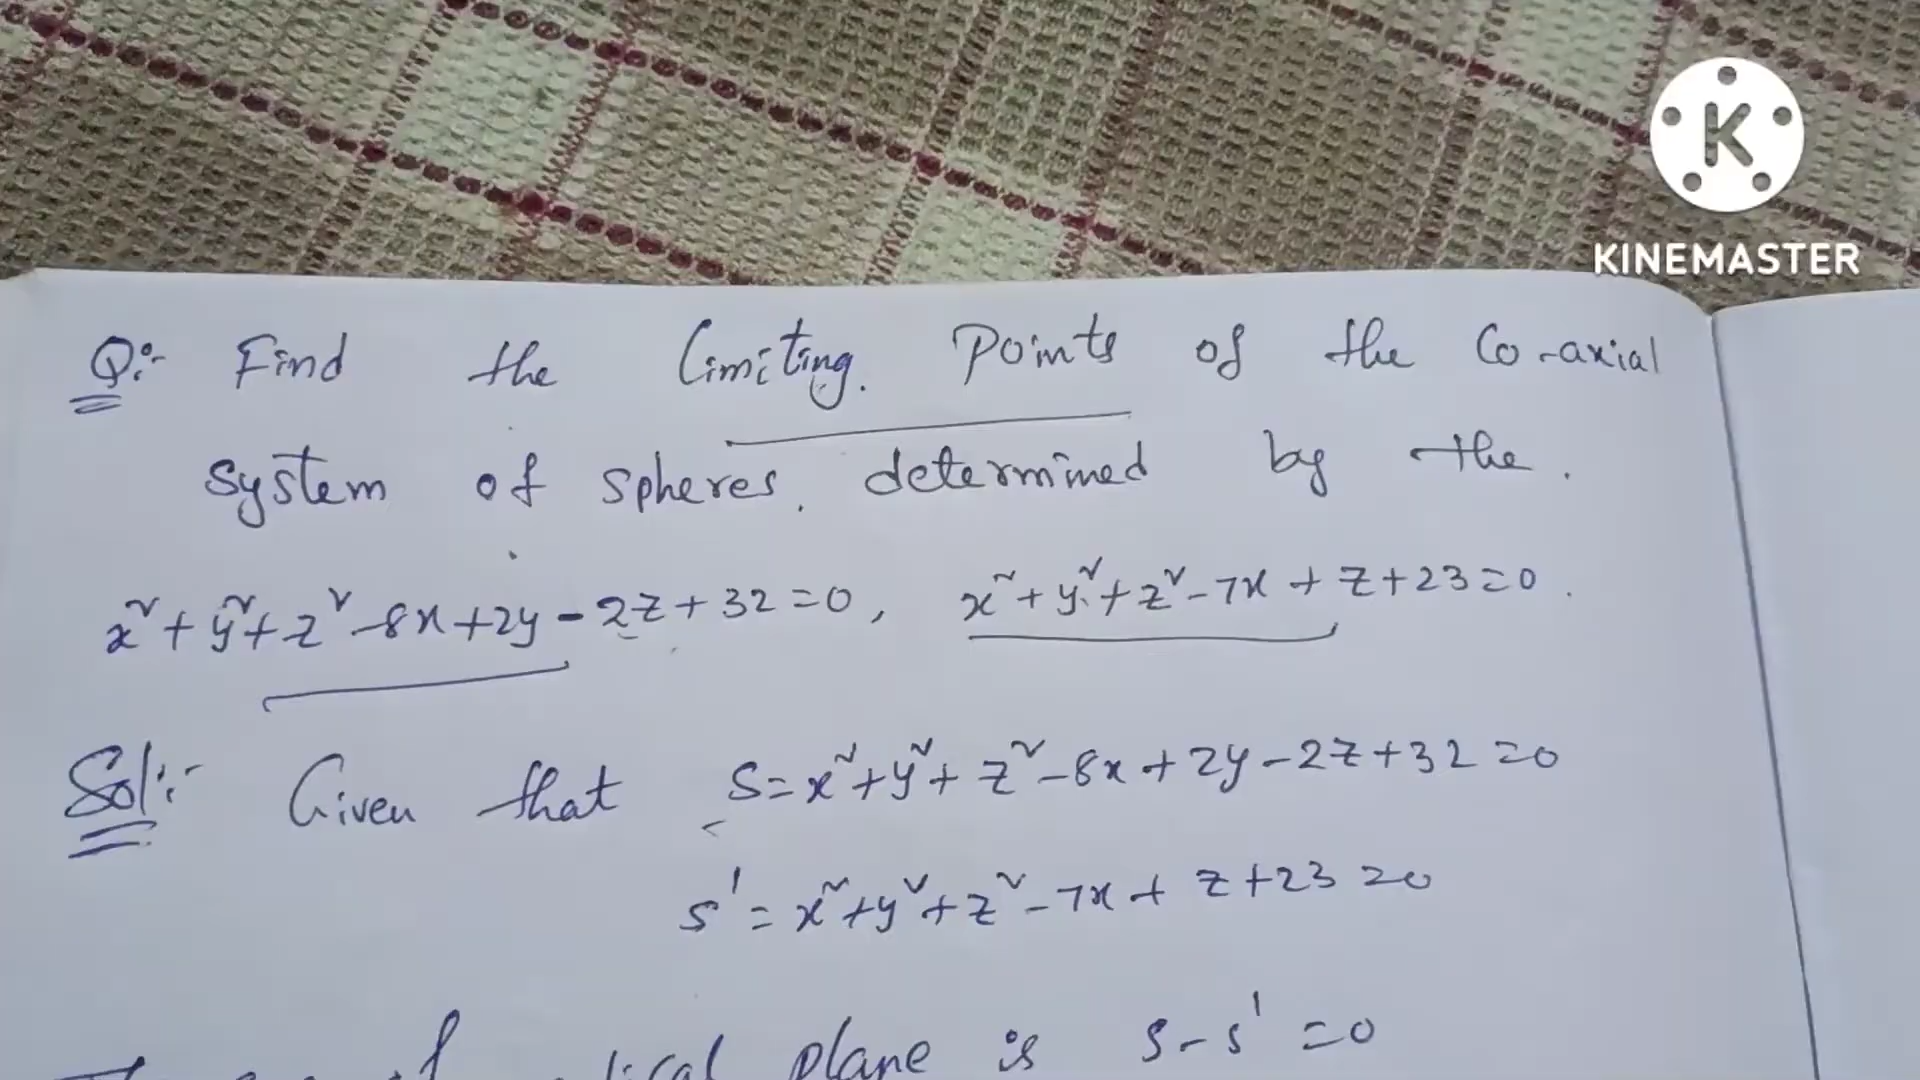 K
KINEMASTER
Q:- Find the Limiting. Points of the Co-axial
system of spheres, determined by the.
x²+y²+z²-8x+2y-2z+32=0, x²+y²+z²-7x+z+23=0.
Sol:- Given that S=x²+y²+z²-8x+2y-2z+32=0
s'=x²+y²+z²-7x+z+23=0
plane is s-s'=0